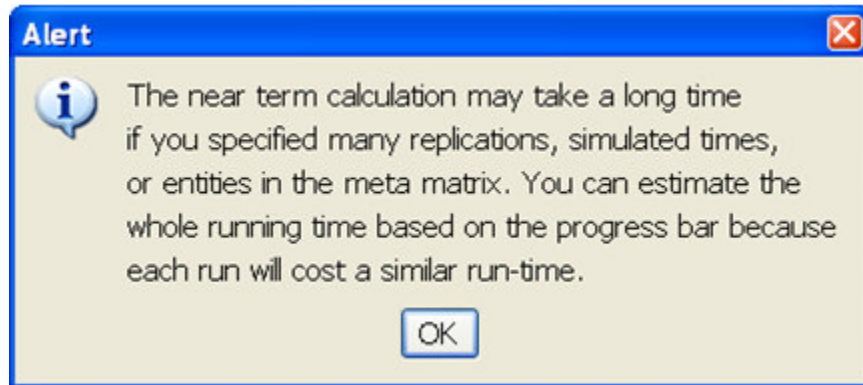 Alert
The near term calculation may take a long time
if you specified many replications, simulated times,
or entities in the meta matrix. You can estimate the
whole running time based on the progress bar because
each run will cost a similar run-time.
OK